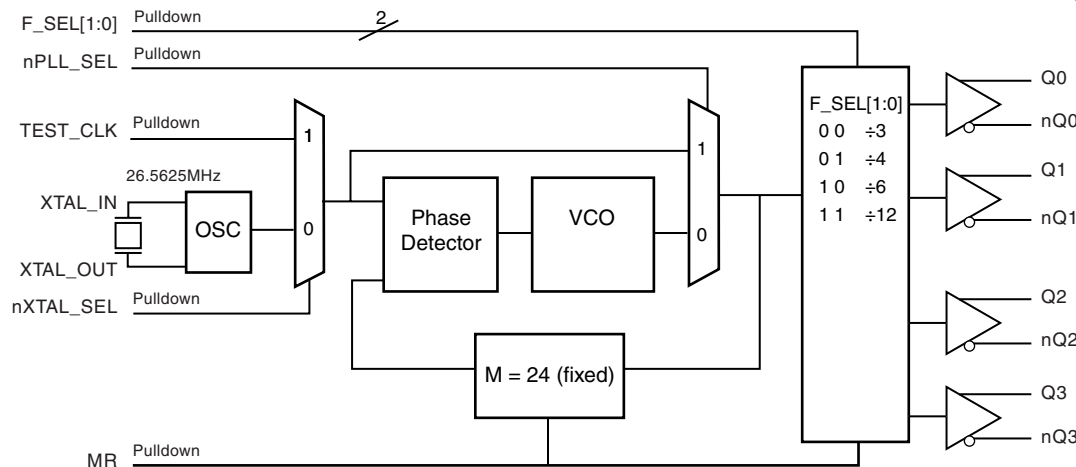 F_SEL[1:0] Pulldown 2
nPLL_SEL Pulldown
TEST_CLK Pulldown
26.5625MHz
XTAL_IN
OSC
XTAL_OUT
nXTAL_SEL Pulldown
1
0
Phase
Detector
VCO
1
0
M = 24 (fixed)
MR Pulldown
F_SEL[1:0]
0 0 ÷3
0 1 ÷4
1 0 ÷6
1 1 ÷12
Q0
nQ0
Q1
nQ1
Q2
nQ2
Q3
nQ3